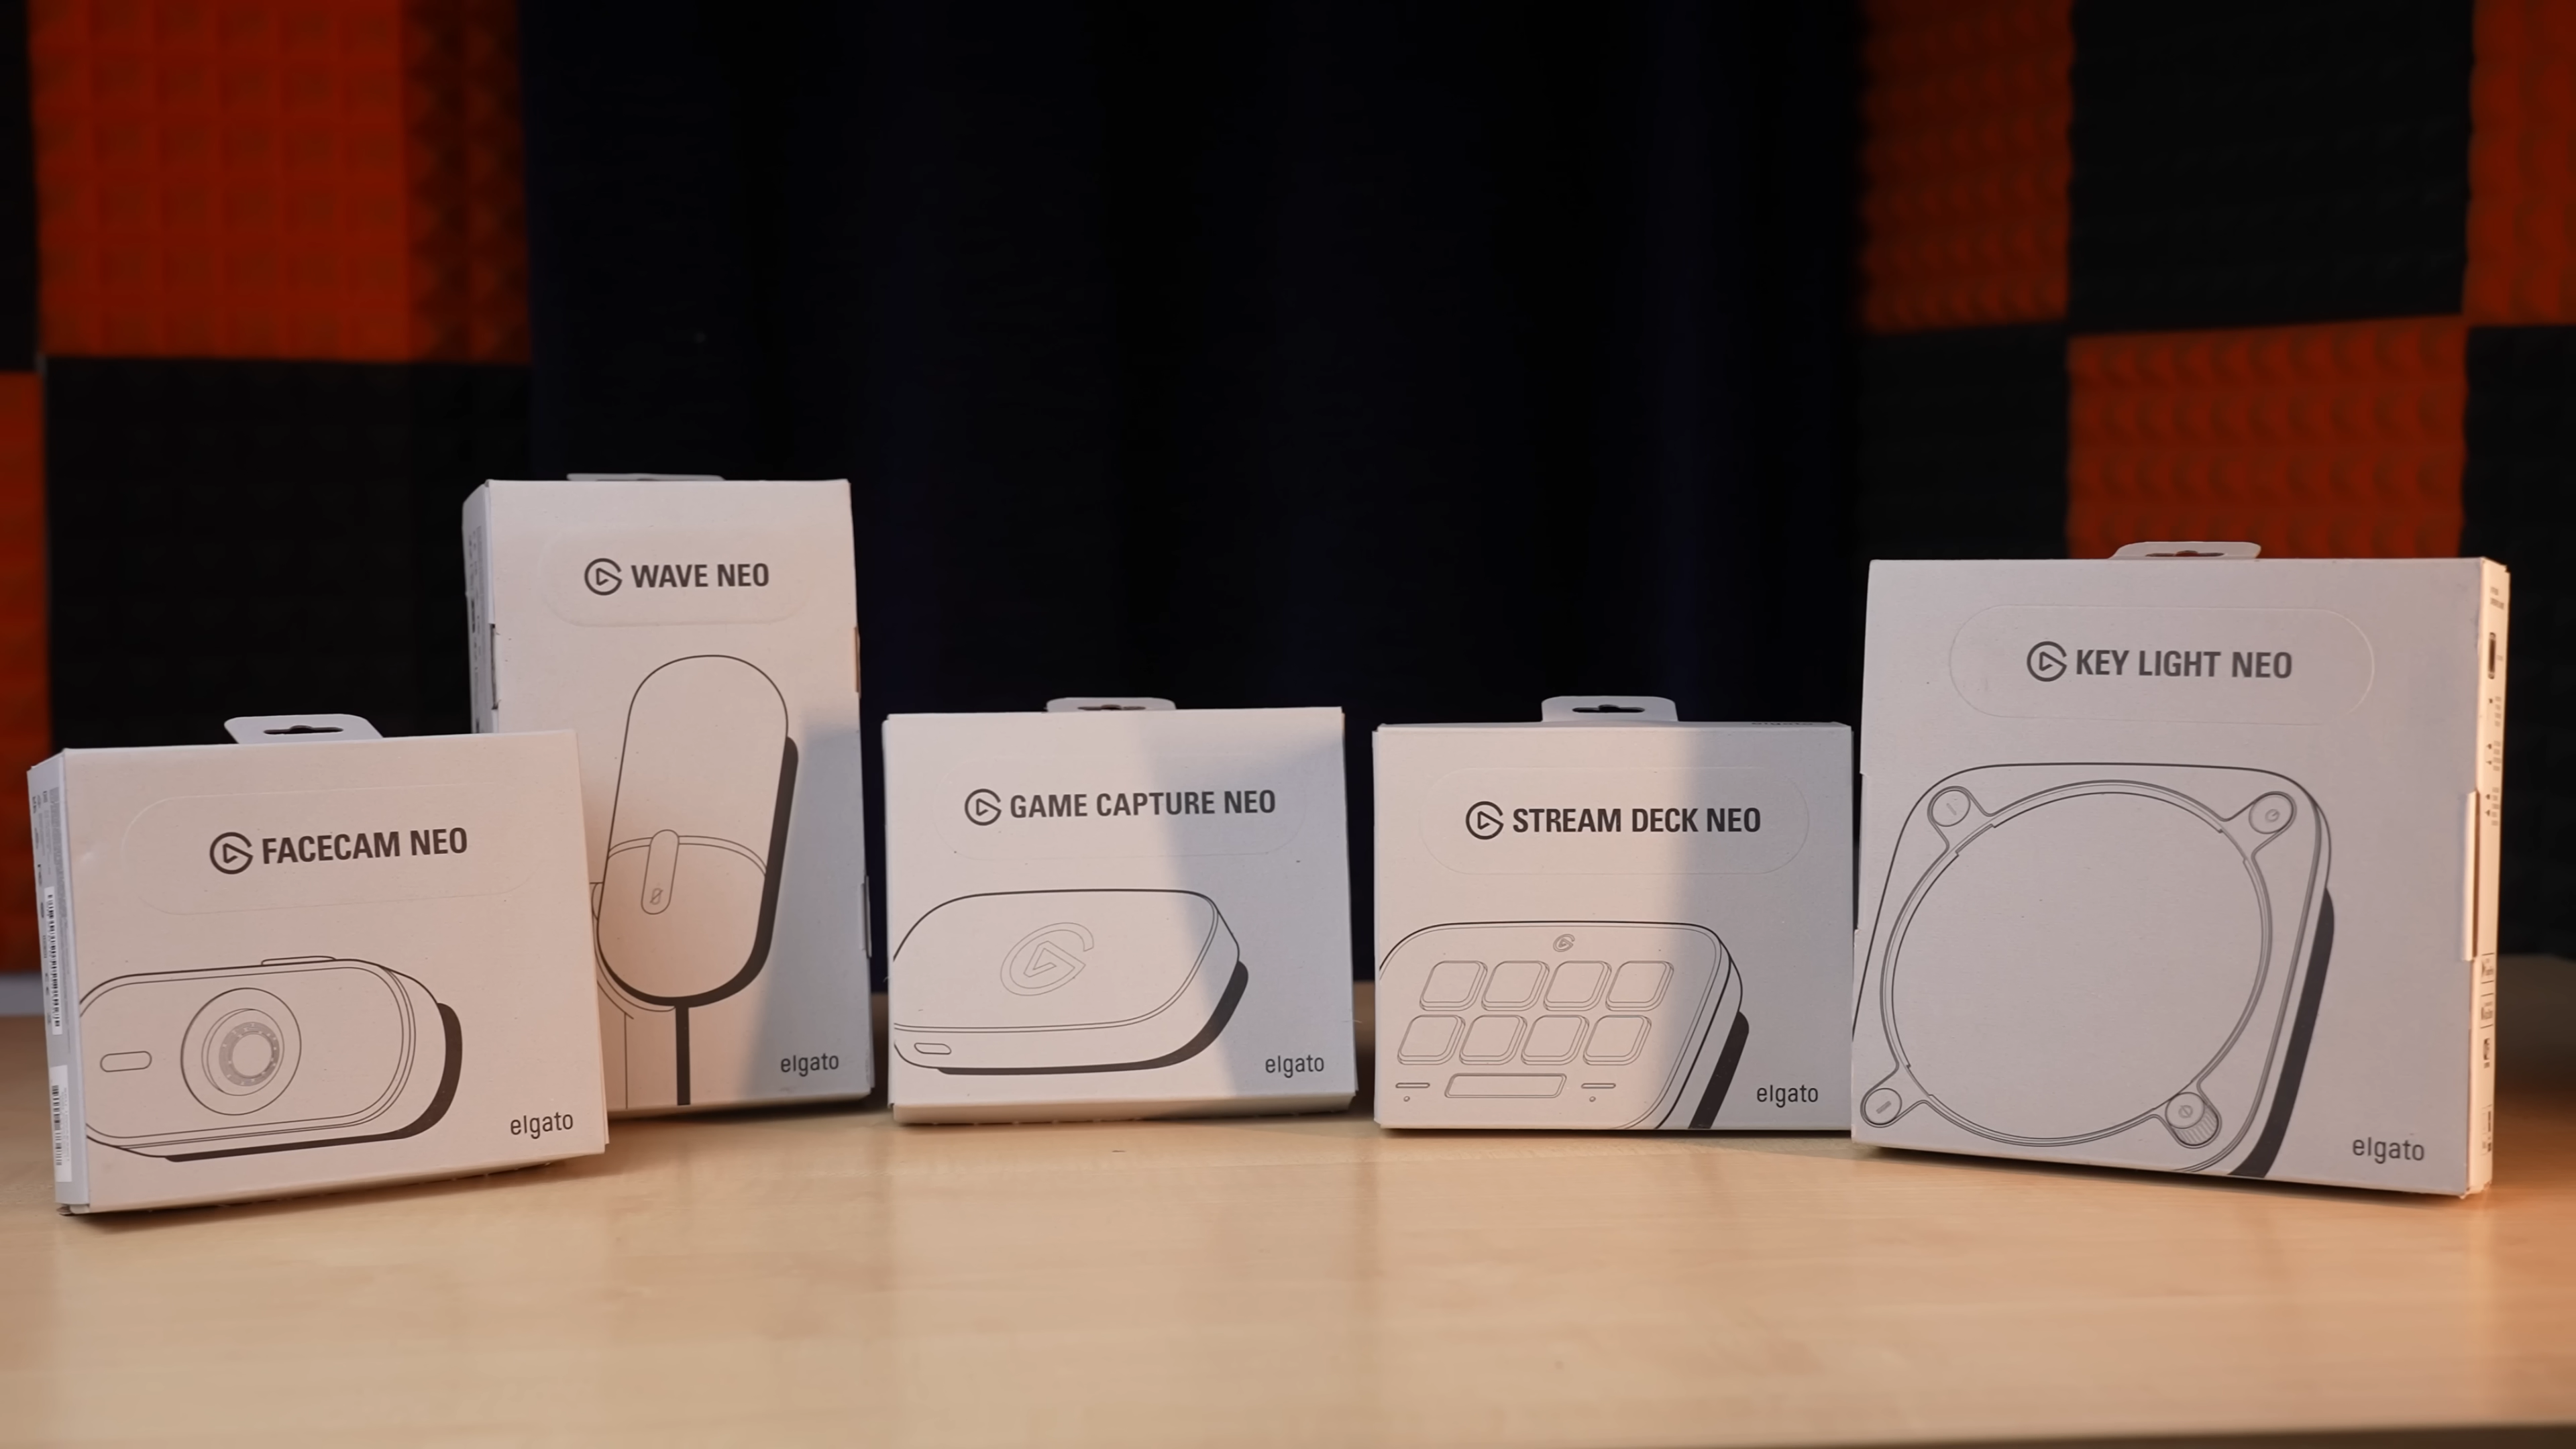 FACECAM NEO
elgato
WAVE NEO
elgato
GAME CAPTURE NEO
elgato
STREAM DECK NEO
elgato
KEY LIGHT NEO
elgato